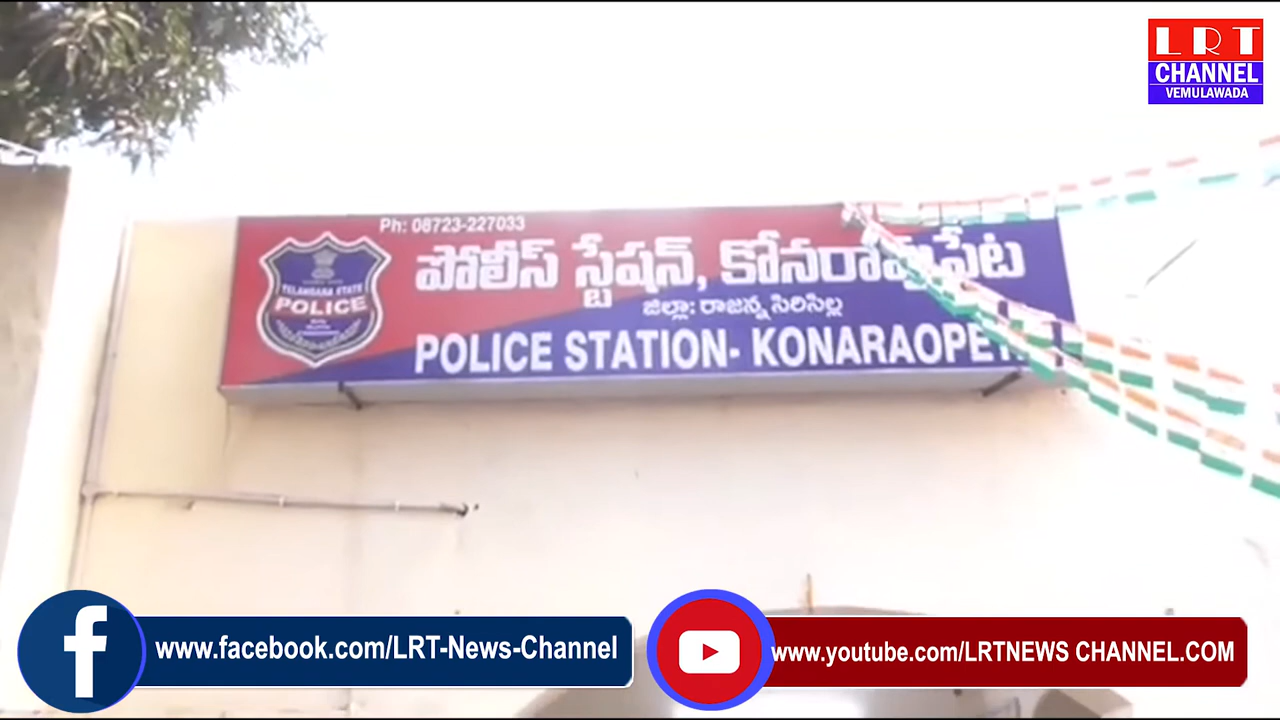 LRT
CHANNEL
VEMULAWADA
Ph: 08723-227033
పోలీస్ స్టేషన్, కోనరావుపేట
జిల్లా: రాజన్న సిరిసిల్ల
TELANGANA STATE
POLICE
POLICE STATION- KONARAOPET
www.facebook.com/LRT-News-Channel
www.youtube.com/LRTNEWS CHANNEL.COM